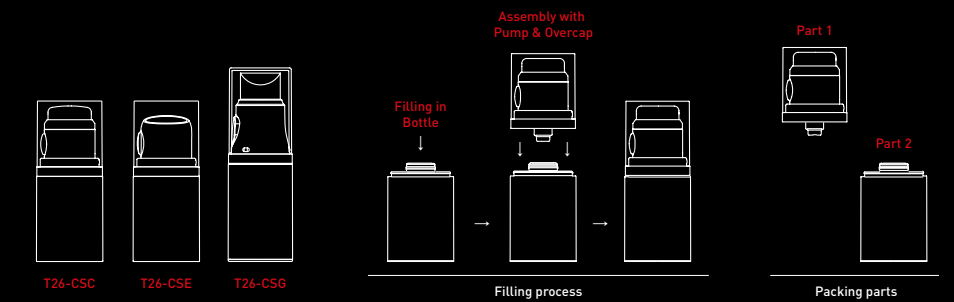 T26-CSC
T26-CSE
T26-CSG
Filling in
Bottle
Assembly with
Pump & Overcap
Filling process
Part 1
Part 2
Packing parts